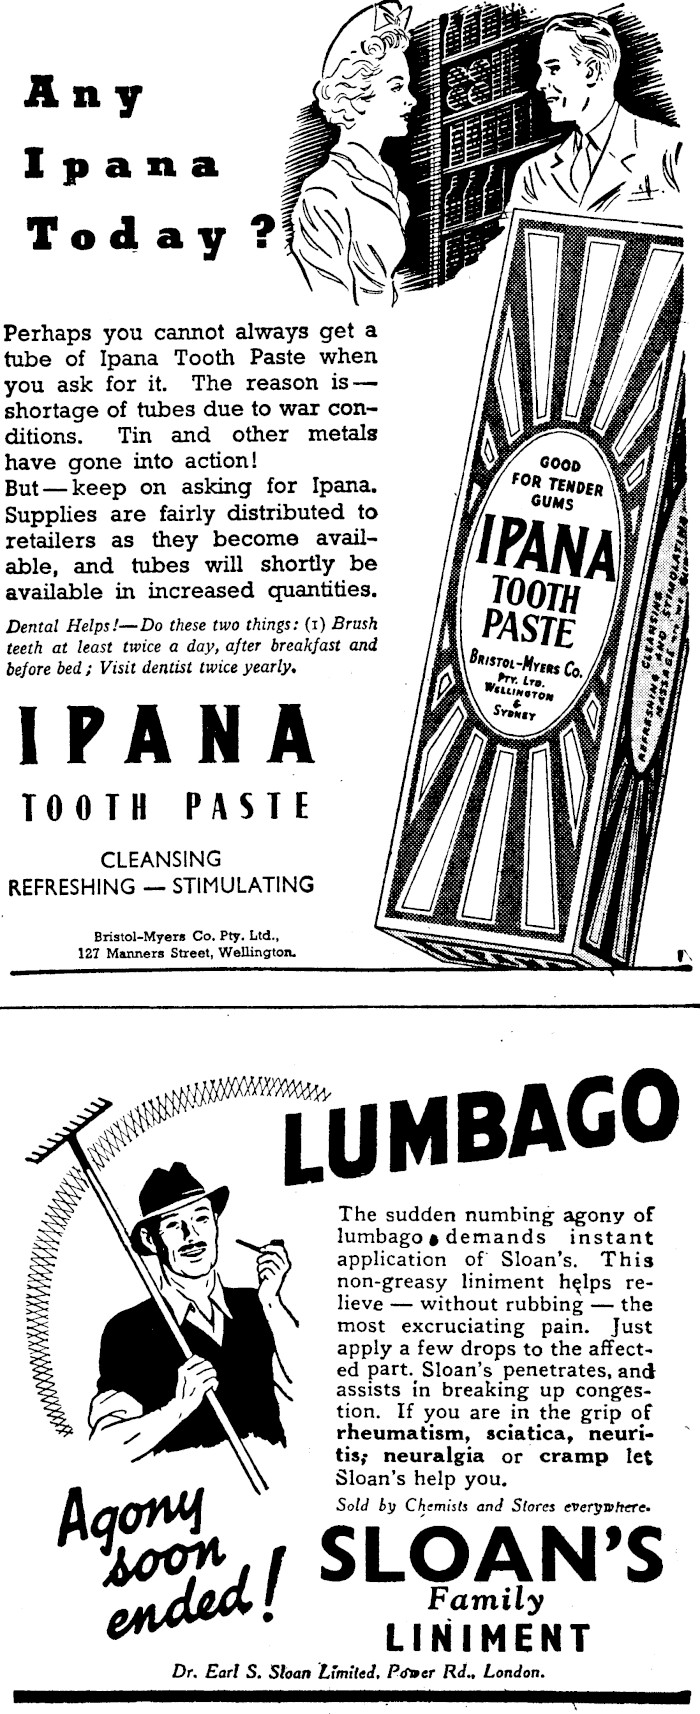 Any
Ipana
Today?
Perhaps you cannot always get a
tube of Ipana Tooth Paste when
you ask for it. The reason is—
shortage of tubes due to war con-
ditions. Tin and other metals
have gone into action!
But—keep on asking for Ipana.
Supplies are fairly distributed to
retailers as they become avail-
able, and tubes will shortly be
available in increased quantities.
Dental Helps!—Do these two things: (1) Brush
teeth at least twice a day, after breakfast and
before bed; Visit dentist twice yearly.
IPANA
TOOTH PASTE
CLEANSING
REFRESHING — STIMULATING
Bristol-Myers Co. Pty. Ltd.,
127 Manners Street, Wellington.
GOOD
FOR TENDER
GUMS
IPANA
TOOTH
PASTE
BRISTOL-MYERS CO.
PTY. LTD.
WELLINGTON
&
SYDNEY
REFRESHING CLEANSING
AND STIMULATING
MASSAGE
IPANA
LUMBAGO
The sudden numbing agony of
lumbago demands instant
application of Sloan's. This
non-greasy liniment helps re-
lieve — without rubbing — the
most excruciating pain. Just
apply a few drops to the affect-
ed part. Sloan's penetrates, and
assists in breaking up conges-
tion. If you are in the grip of
rheumatism, sciatica, neuri-
tis, neuralgia or cramp let
Sloan's help you.
Sold by Chemists and Stores everywhere.
Agony
soon
ended!
SLOAN'S
Family
LINIMENT
Dr. Earl S. Sloan Limited, Power Rd., London.